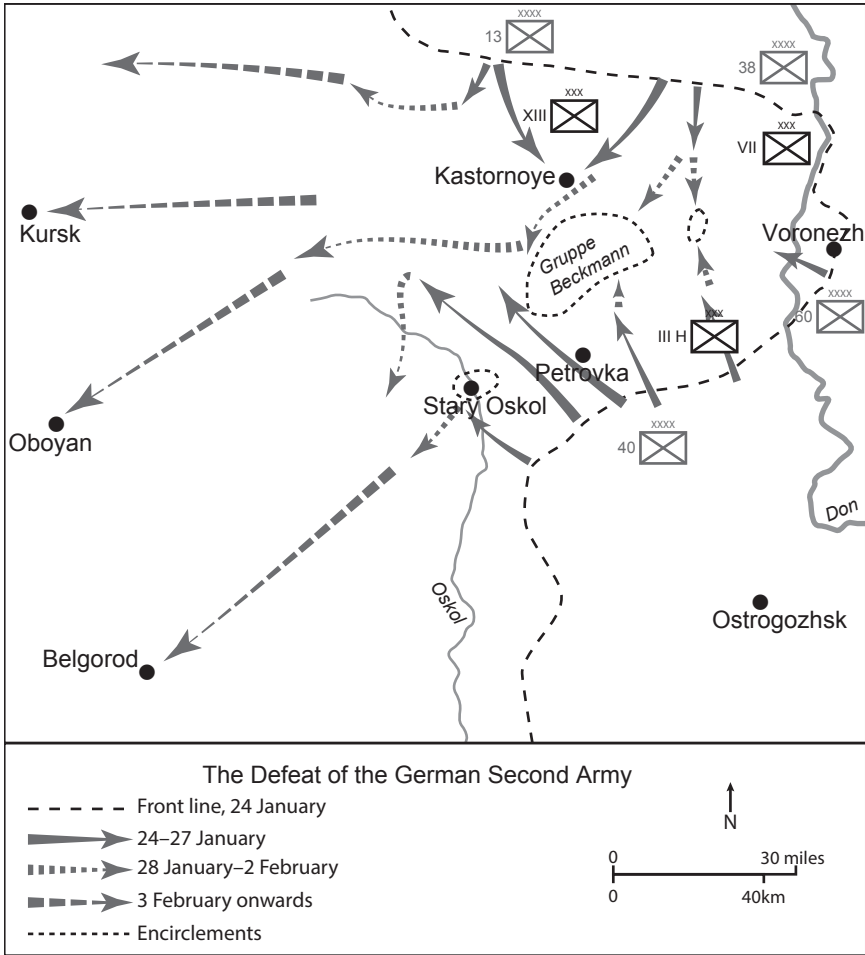 xxxx
13
xxxx
38
xxx
XIII
xxx
VII
Kastornoye
Kursk
Voronezh
Gruppe
Beckmann
xxxx
60
xxx
III H
Petrovka
Stary Oskol
Oboyan
xxxx
40
Don
Oskol
Ostrogozhsk
Belgorod
The Defeat of the German Second Army
Front line, 24 January
24–27 January
28 January–2 February
3 February onwards
Encirclements
N
0 30 miles
0 40km